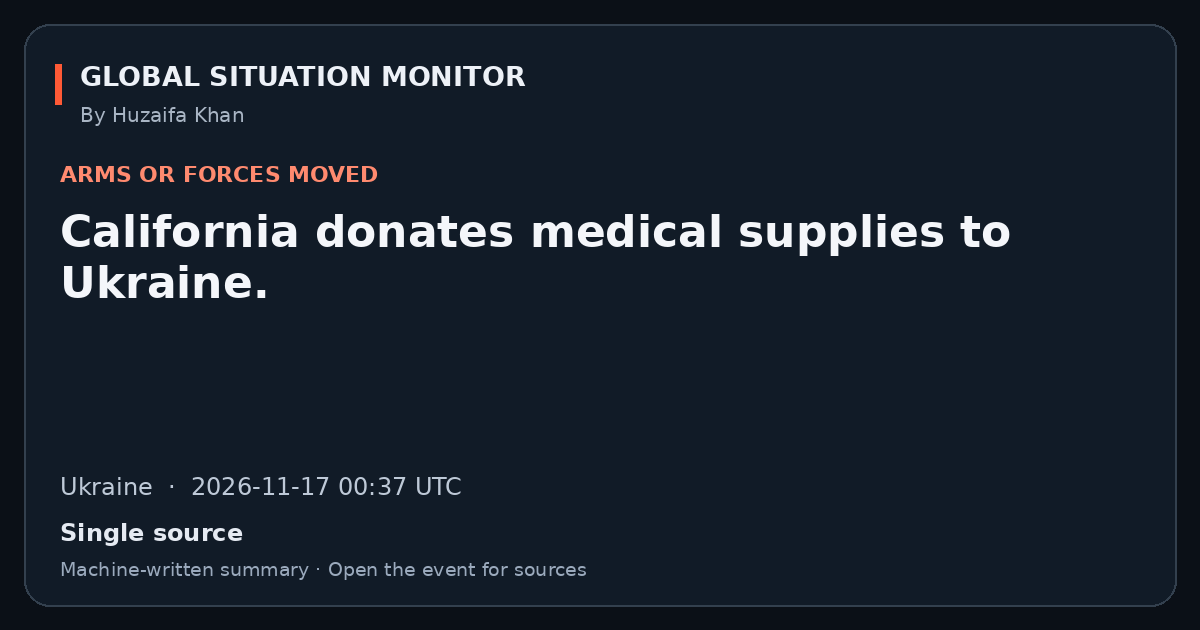 GLOBAL SITUATION MONITOR
By Huzaifa Khan
ARMS OR FORCES MOVED
California donates medical supplies to
Ukraine.
Ukraine · 2026-11-17 00:37 UTC
Single source
Machine-written summary · Open the event for sources